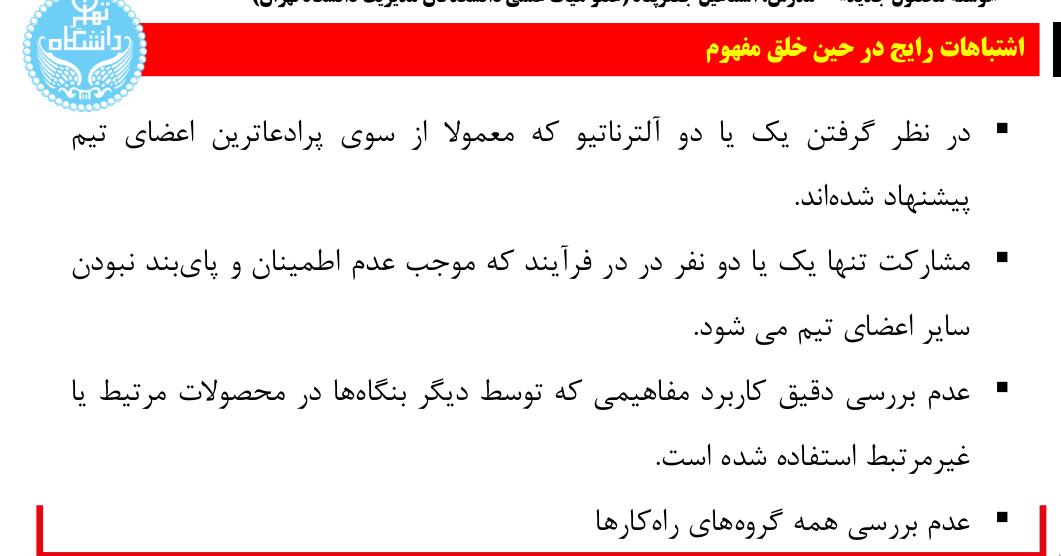 اشتباهات رایج در حین خلق مفهوم
در نظر گرفتن یک یا دو آلترناتیو که معمولا از سوی پرادعاترین اعضای تیم
پیشنهاد شده‌اند.
مشارکت تنها یک یا دو نفر در در فرآیند که موجب عدم اطمینان و پای‌بند نبودن
سایر اعضای تیم می شود.
عدم بررسی دقیق کاربرد مفاهیمی که توسط دیگر بنگاه‌ها در محصولات مرتیط یا
غیرمرتبط استفاده شده است.
عدم بررسی همه گروه‌های راه‌کارها